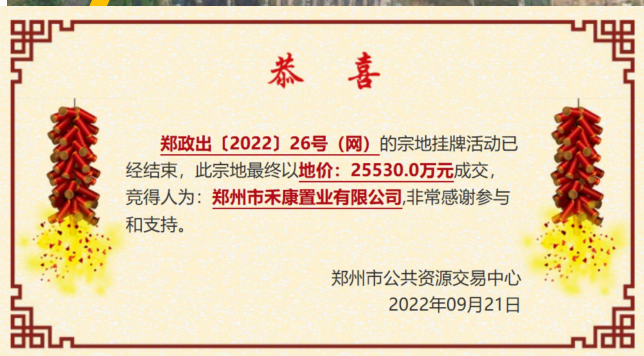 恭 喜
郑政出〔2022〕26号（网）的宗地挂牌活动已
经结束，此宗地最终以地价：25530.0万元成交，
竞得人为：郑州市禾康置业有限公司,非常感谢参与
和支持。
郑州市公共资源交易中心
2022年09月21日